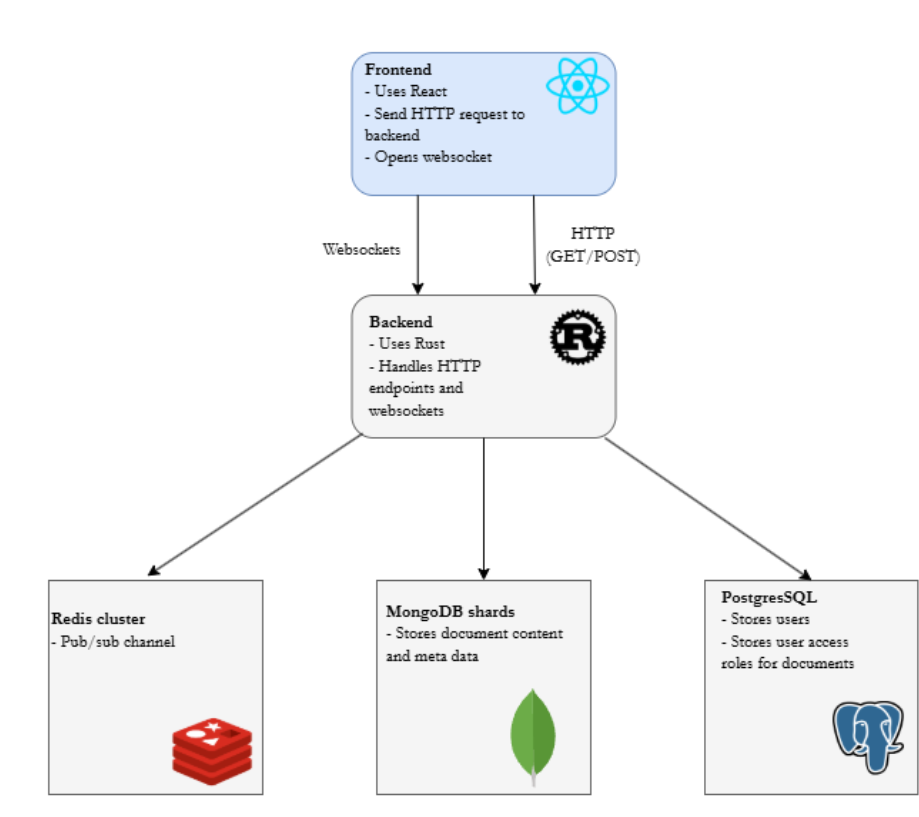 Frontend
- Uses React
- Send HTTP request to
backend
- Opens websocket
Websockets
HTTP
(GET/POST)
Backend
- Uses Rust
- Handles HTTP
endpoints and
websockets
R
Redis cluster
- Pub/sub channel
MongoDB shards
- Stores document content
and meta data
PostgresSQL
- Stores users
- Stores user access
roles for documents